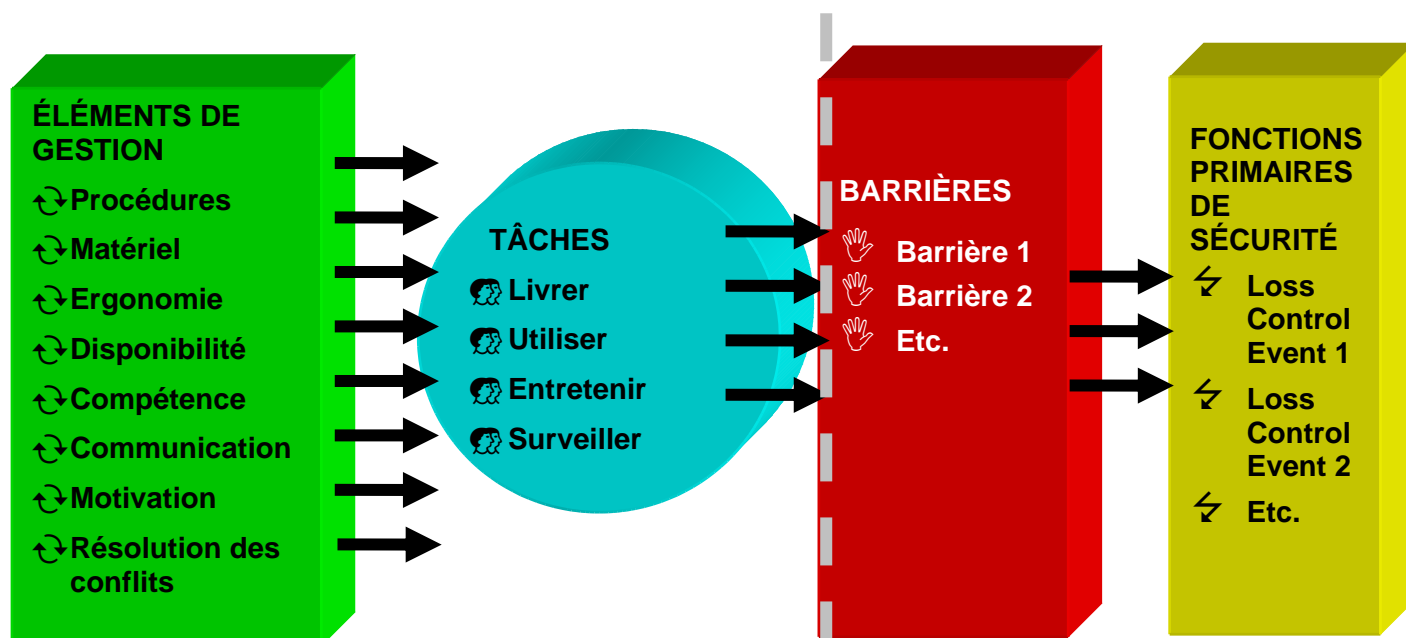 ÉLÉMENTS DE
GESTION
Procédures
Matériel
Ergonomie
Disponibilité
Compétence
Communication
Motivation
Résolution des
conflits
TÂCHES
Livrer
Utiliser
Entretenir
Surveiller
BARRIÈRES
Barrière 1
Barrière 2
Etc.
FONCTIONS
PRIMAIRES
DE
SÉCURITÉ
Loss
Control
Event 1
Loss
Control
Event 2
Etc.